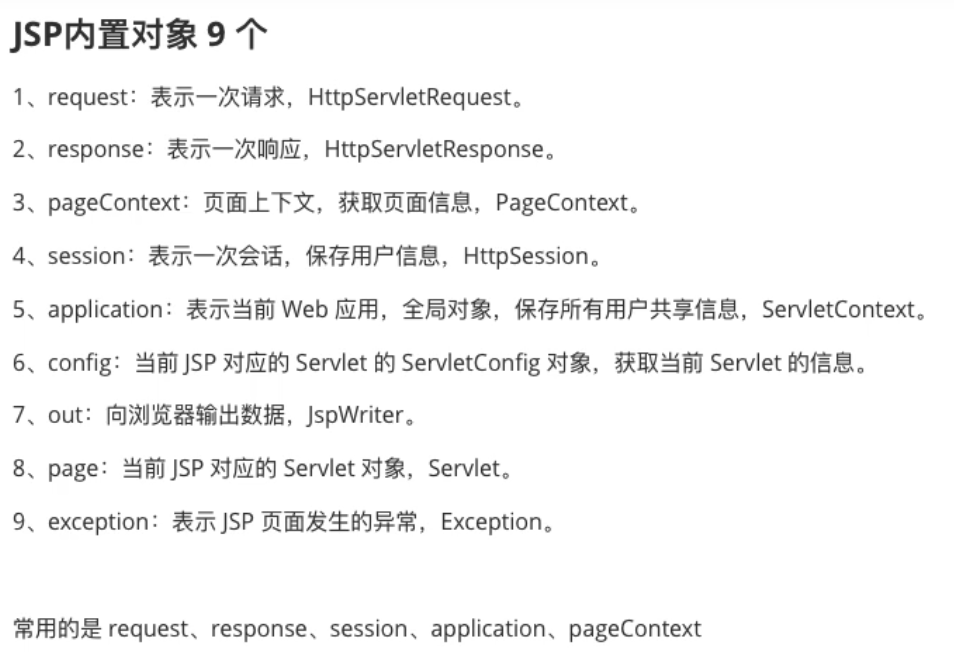 JSP内置对象 9 个
1、request：表示一次请求，HttpServletRequest。
2、response：表示一次响应，HttpServletResponse。
3、pageContext：页面上下文，获取页面信息，PageContext。
4、session：表示一次会话，保存用户信息，HttpSession。
5、application：表示当前 Web 应用，全局对象，保存所有用户共享信息，ServletContext。
6、config：当前 JSP 对应的 Servlet 的 ServletConfig 对象，获取当前 Servlet 的信息。
7、out：向浏览器输出数据，JspWriter。
8、page：当前 JSP 对应的 Servlet 对象，Servlet。
9、exception：表示 JSP 页面发生的异常，Exception。
常用的是 request、response、session、application、pageContext